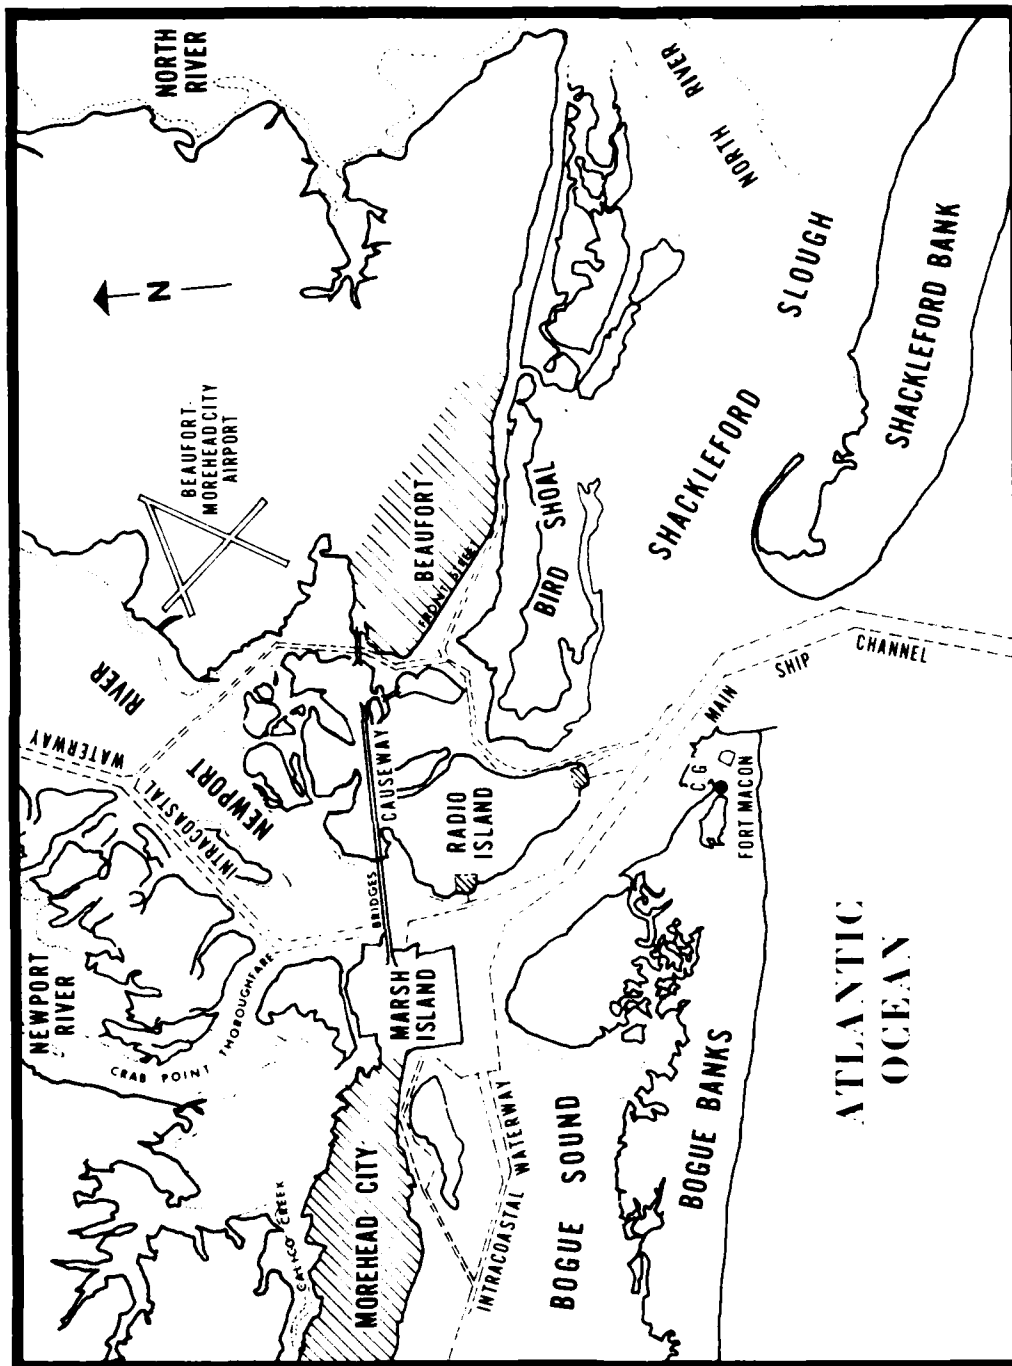 NORTH
RIVER
N
BEAUFORT-
MOREHEAD CITY
AIRPORT
NORTH RIVER
SLOUGH
SHACKLEFORD BANK
SHACKLEFORD
BIRD SHOAL
BEAUFORT
FRONT STREET
RIVER
WATERWAY
INTRACOASTAL
NEWPORT
CAUSEWAY
BRIDGES
RADIO
ISLAND
MAIN SHIP CHANNEL
C G
FORT MACON
NEWPORT
RIVER
THOROUGHFARE
CRAB POINT
MARSH
ISLAND
CALICO CREEK
MOREHEAD CITY
INTRACOASTAL WATERWAY
BOGUE SOUND
BOGUE BANKS
ATLANTIC
OCEAN